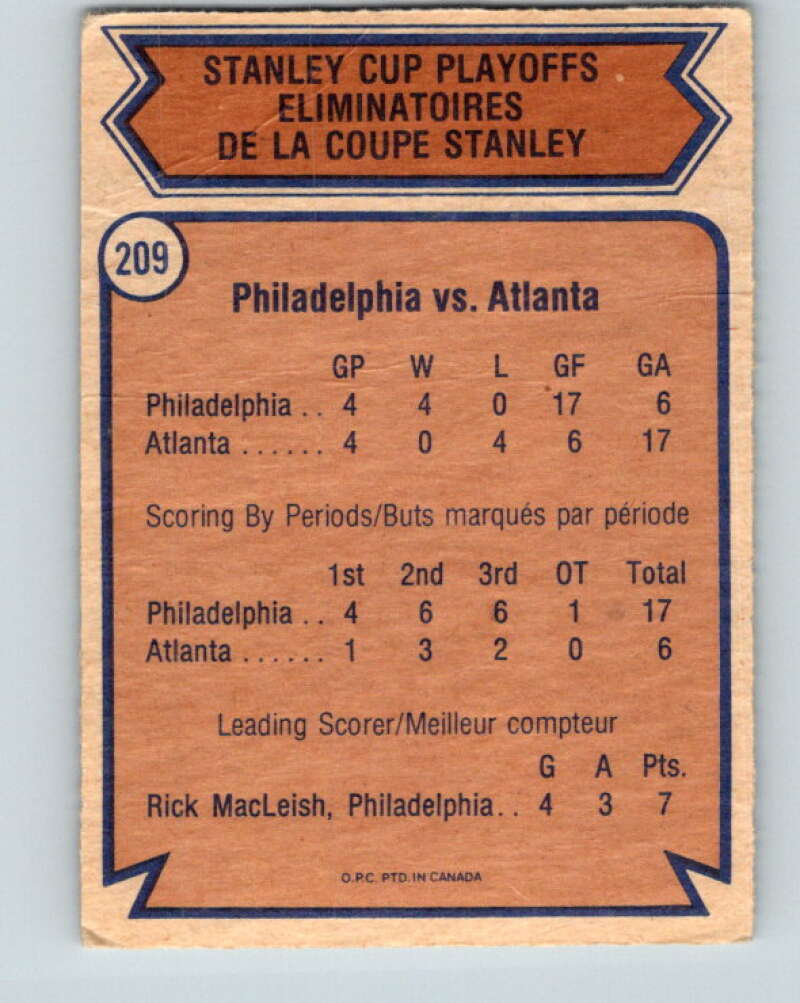 STANLEY CUP PLAYOFFS
ELIMINATOIRES
DE LA COUPE STANLEY
209
Philadelphia vs. Atlanta
GP W L GF GA
Philadelphia .. 4 4 0 17 6
Atlanta ...... 4 0 4 6 17
Scoring By Periods/Buts marqués par période
1st 2nd 3rd OT Total
Philadelphia .. 4 6 6 1 17
Atlanta ...... 1 3 2 0 6
Leading Scorer/Meilleur compteur
G A Pts.
Rick MacLeish, Philadelphia.. 4 3 7
O.P.C. PTD. IN CANADA